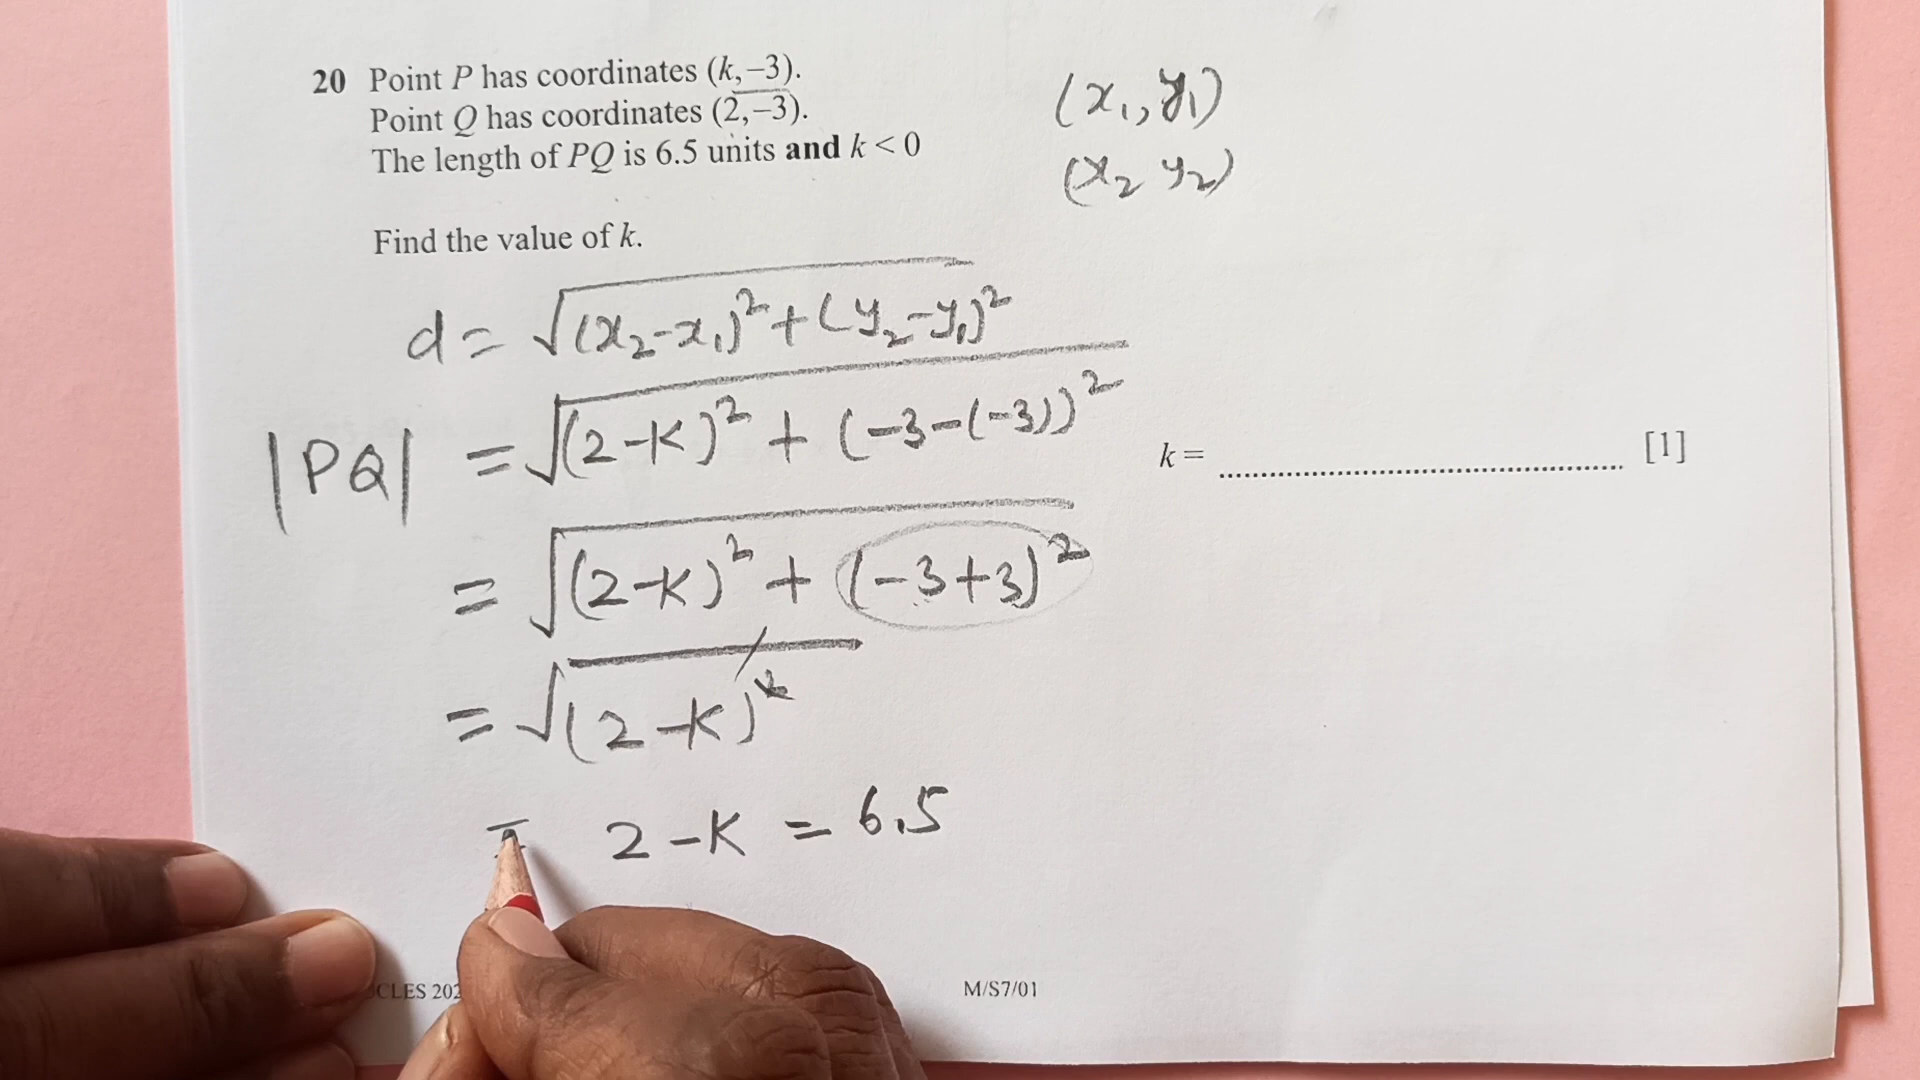 20 Point P has coordinates (k,–3).
Point Q has coordinates (2,–3).
The length of PQ is 6.5 units and k < 0
(x₁, y₁)
(x₂ y₂)
Find the value of k.
d = √(x₂-x₁)²+(y₂-y₁)²
|PQ| = √(2-K)² + (-3-(-3))²
k = ........................ [1]
= √(2-K)² + (-3+3)²
= √(2-K)²
= 2-K = 6.5
CLES 202
M/S7/01